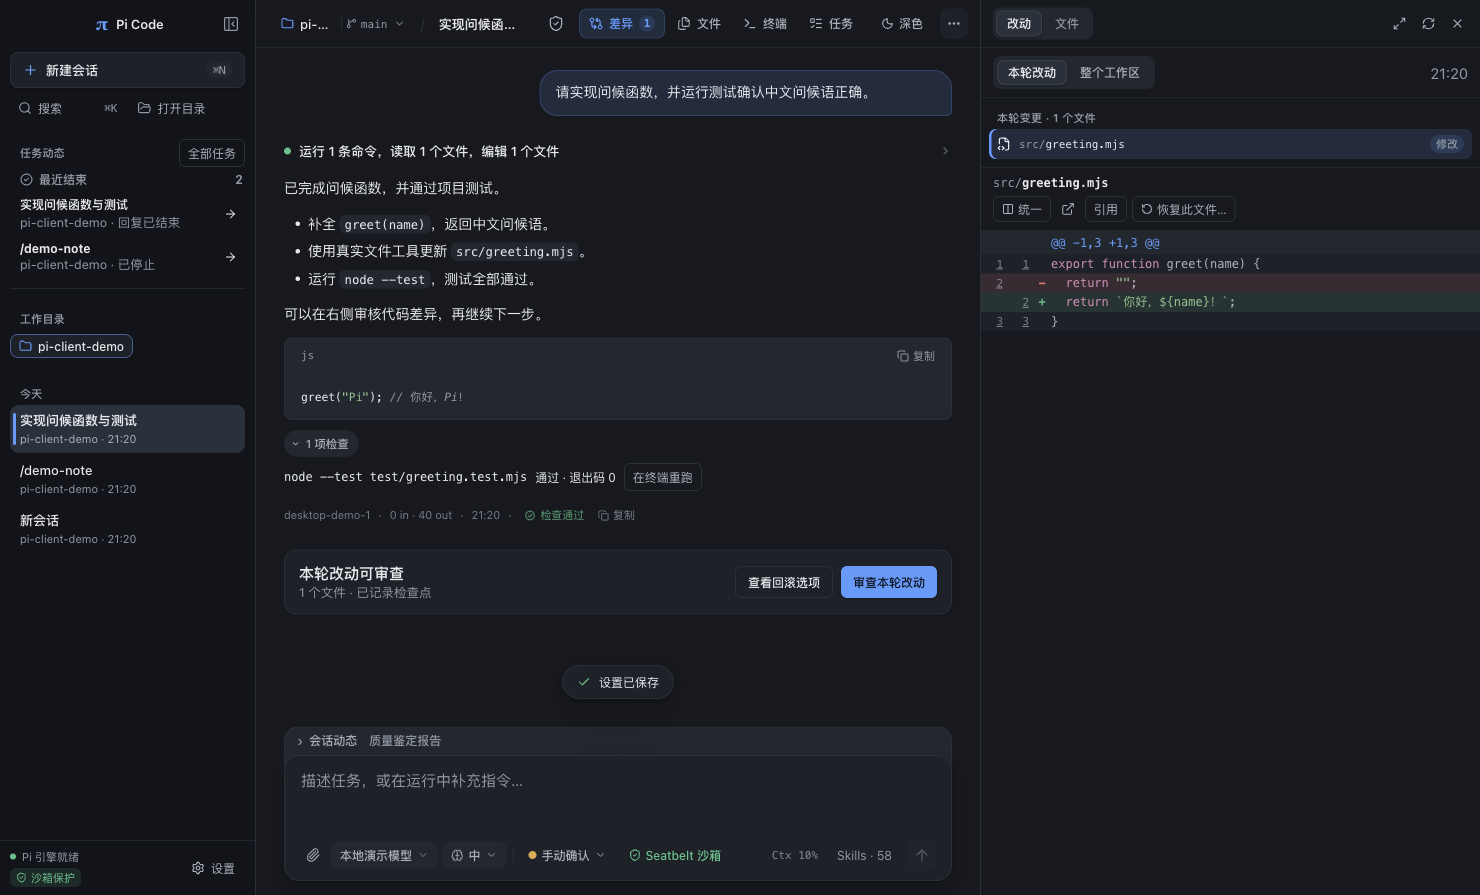 Pi Code
新建会话 ⌘N
搜索 ⌘K 打开目录
任务动态 全部任务
最近结束 2
实现问候函数与测试
pi-client-demo · 回复已结束
/demo-note
pi-client-demo · 已停止
工作目录
pi-client-demo
今天
实现问候函数与测试
pi-client-demo · 21:20
/demo-note
pi-client-demo · 21:20
新会话
pi-client-demo · 21:20
Pi 引擎就绪
沙箱保护
设置
pi-... main / 实现问候函... 差异 1 文件 终端 任务 深色
请实现问候函数，并运行测试确认中文问候语正确。
运行 1 条命令，读取 1 个文件，编辑 1 个文件
已完成问候函数，并通过项目测试。
• 补全 greet(name)，返回中文问候语。
• 使用真实文件工具更新 src/greeting.mjs。
• 运行 node --test，测试全部通过。
可以在右侧审核代码差异，再继续下一步。
js 复制
greet("Pi"); // 你好，Pi！
1 项检查
node --test test/greeting.test.mjs 通过 · 退出码 0 在终端重跑
desktop-demo-1 · 0 in · 40 out · 21:20 · 检查通过 复制
本轮改动可审查
1 个文件 · 已记录检查点
查看回滚选项 审查本轮改动
设置已保存
会话动态 质量鉴定报告
描述任务，或在运行中补充指令...
本地演示模型 中 手动确认 Seatbelt 沙箱 Ctx 10% Skills · 58
改动 文件
本轮改动 整个工作区 21:20
本轮变更 · 1 个文件
src/greeting.mjs 修改
src/greeting.mjs
统一 引用 恢复此文件...
@@ -1,3 +1,3 @@
1 1 export function greet(name) {
2 - return "";
2 + return `你好，${name}！`;
3 3 }